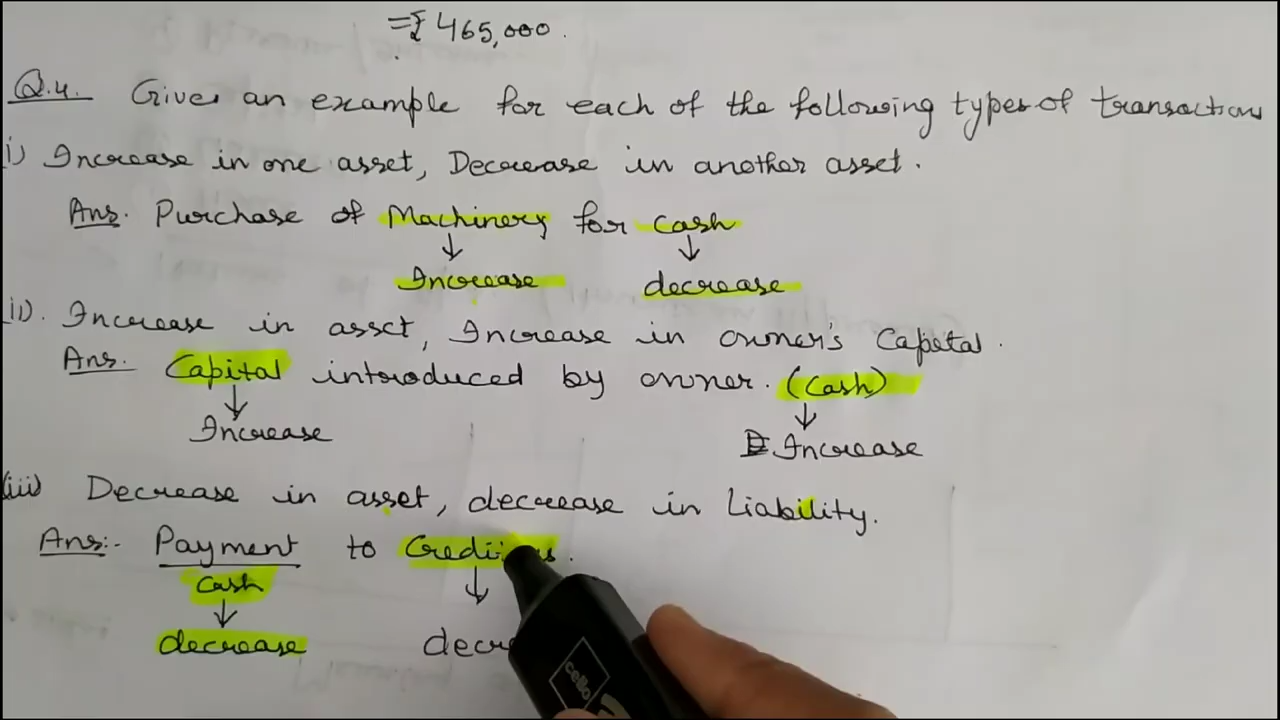 =₹ 465,000.
Q.4. Give an example for each of the following types of transactions
i) Increase in one asset, Decrease in another asset.
Ans. Purchase of Machinery for cash
↓ ↓
Increase decrease
ii). Increase in asset, Increase in owner's Capital.
Ans. Capital introduced by owner. (cash)
↓ ↓
Increase Increase
(iii) Decrease in asset, decrease in Liability.
Ans:- Payment to
cash
↓ ↓
decrease decr
cello